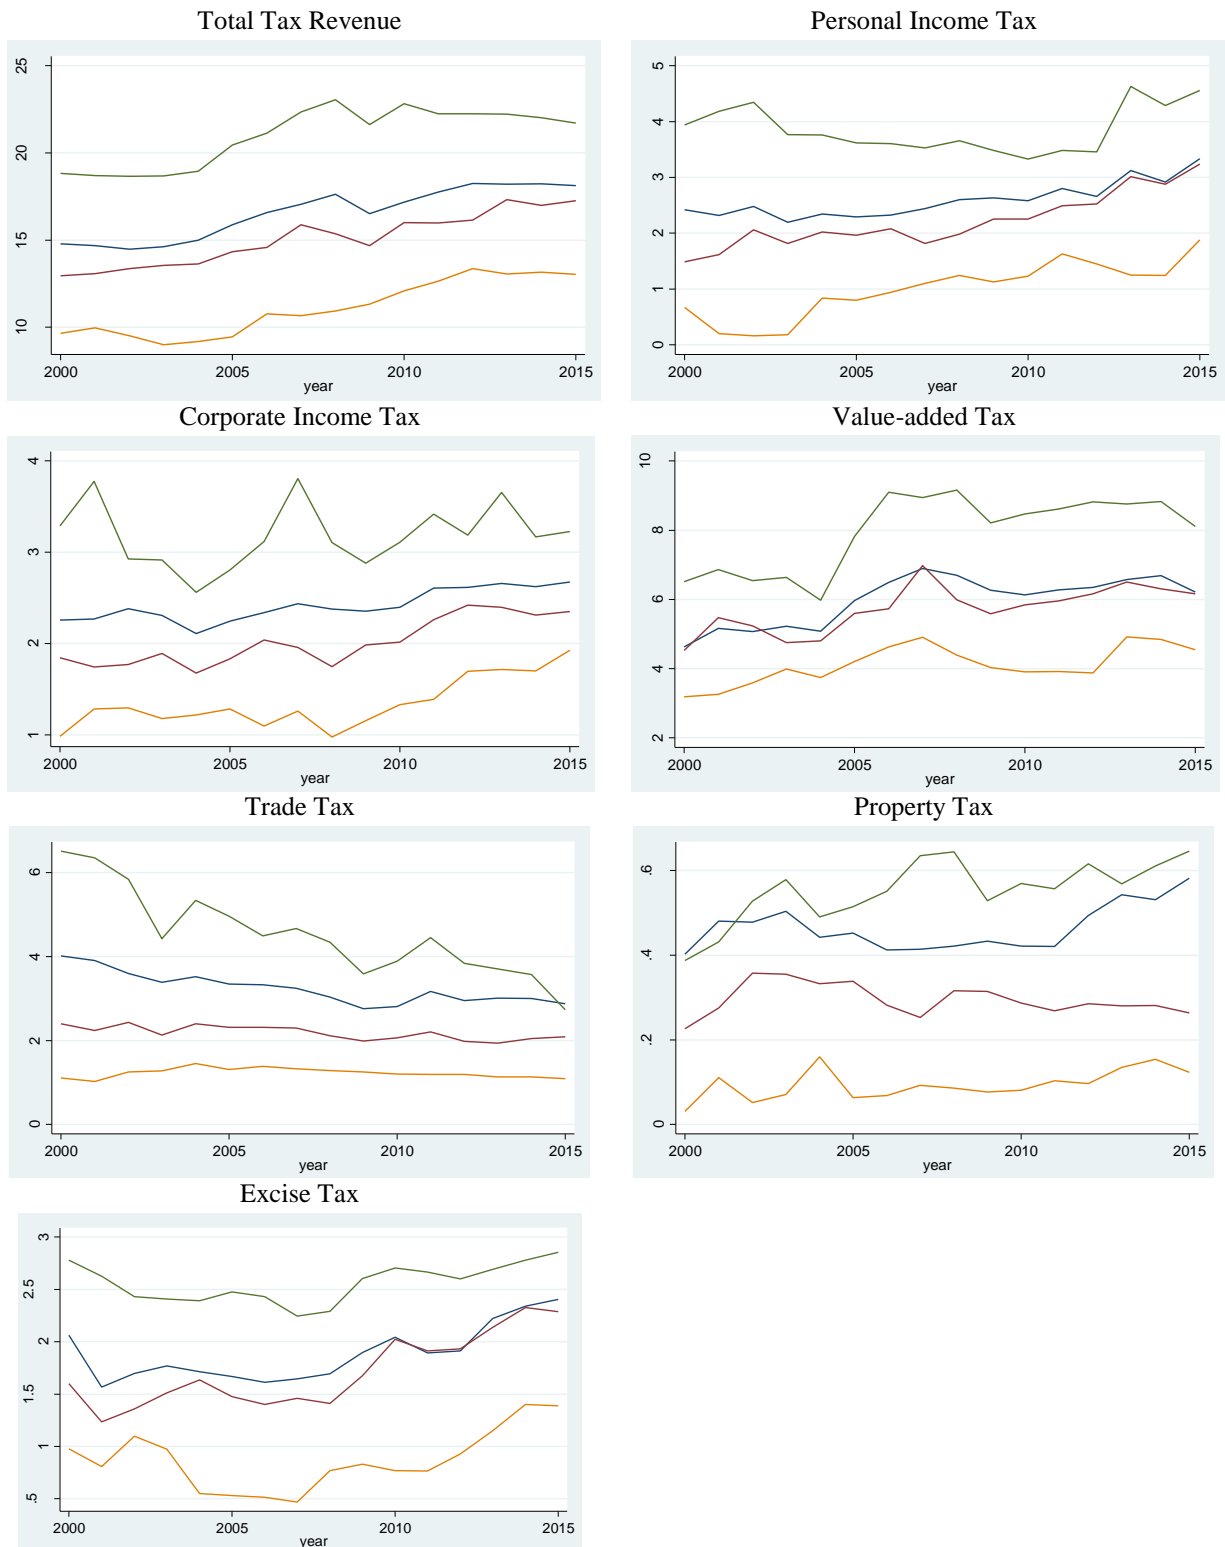 Total Tax Revenue
25
20
15
10
2000 2005 2010 2015
year
Personal Income Tax
5
4
3
2
1
0
2000 2005 2010 2015
year
Corporate Income Tax
4
3
2
1
2000 2005 2010 2015
year
Value-added Tax
10
8
6
4
2
2000 2005 2010 2015
year
Trade Tax
6
4
2
0
2000 2005 2010 2015
year
Property Tax
.6
.4
.2
0
2000 2005 2010 2015
year
Excise Tax
3
2.5
2
1.5
1
.5
2000 2005 2010 2015
year